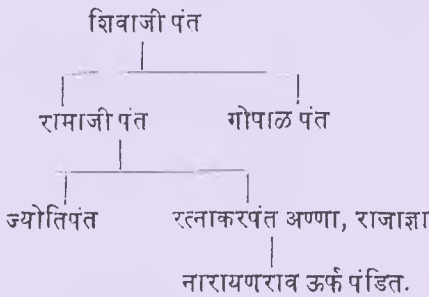 शिवाजी पंत
रामाजी पंत गोपाळ पंत
ज्योतिपंत रत्नाकरपंत अण्णा, राजाज्ञा
नारायणराव ऊर्फ पंडित.